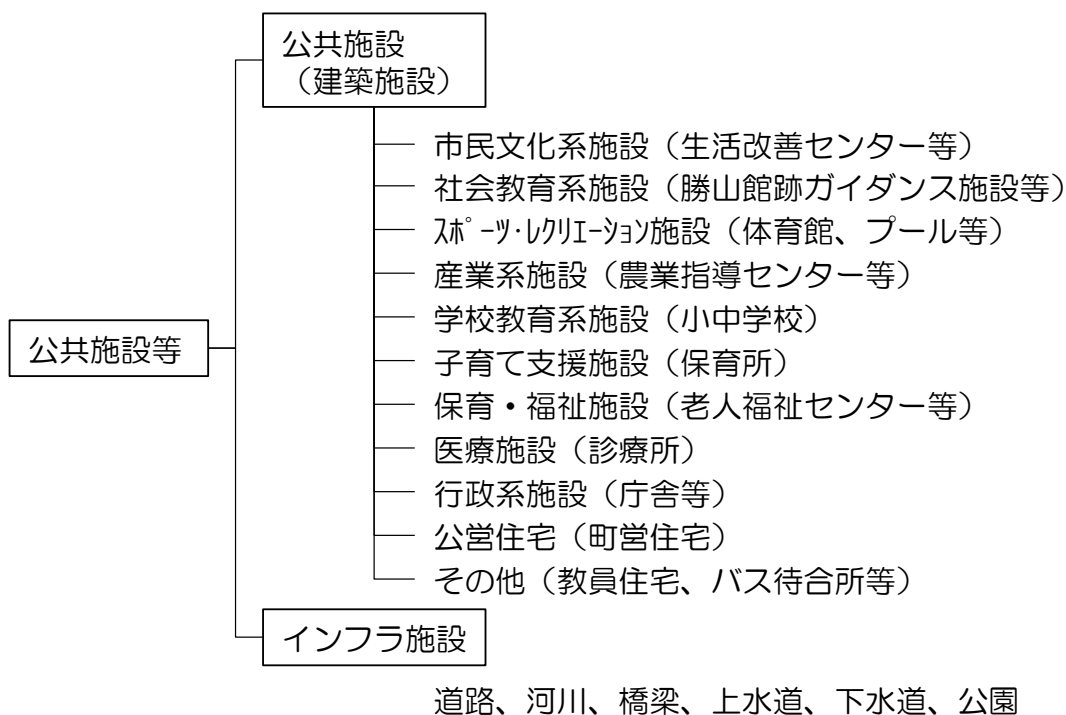 公共施設
（建築施設）
市民文化系施設（生活改善センター等）
社会教育系施設（勝山館跡ガイダンス施設等）
ｽﾎﾟｰﾂ･ﾚｸﾘｴｰｼｮﾝ施設（体育館、プール等）
産業系施設（農業指導センター等）
学校教育系施設（小中学校）
公共施設等
子育て支援施設（保育所）
保育・福祉施設（老人福祉センター等）
医療施設（診療所）
行政系施設（庁舎等）
公営住宅（町営住宅）
その他（教員住宅、バス待合所等）
インフラ施設
道路、河川、橋梁、上水道、下水道、公園